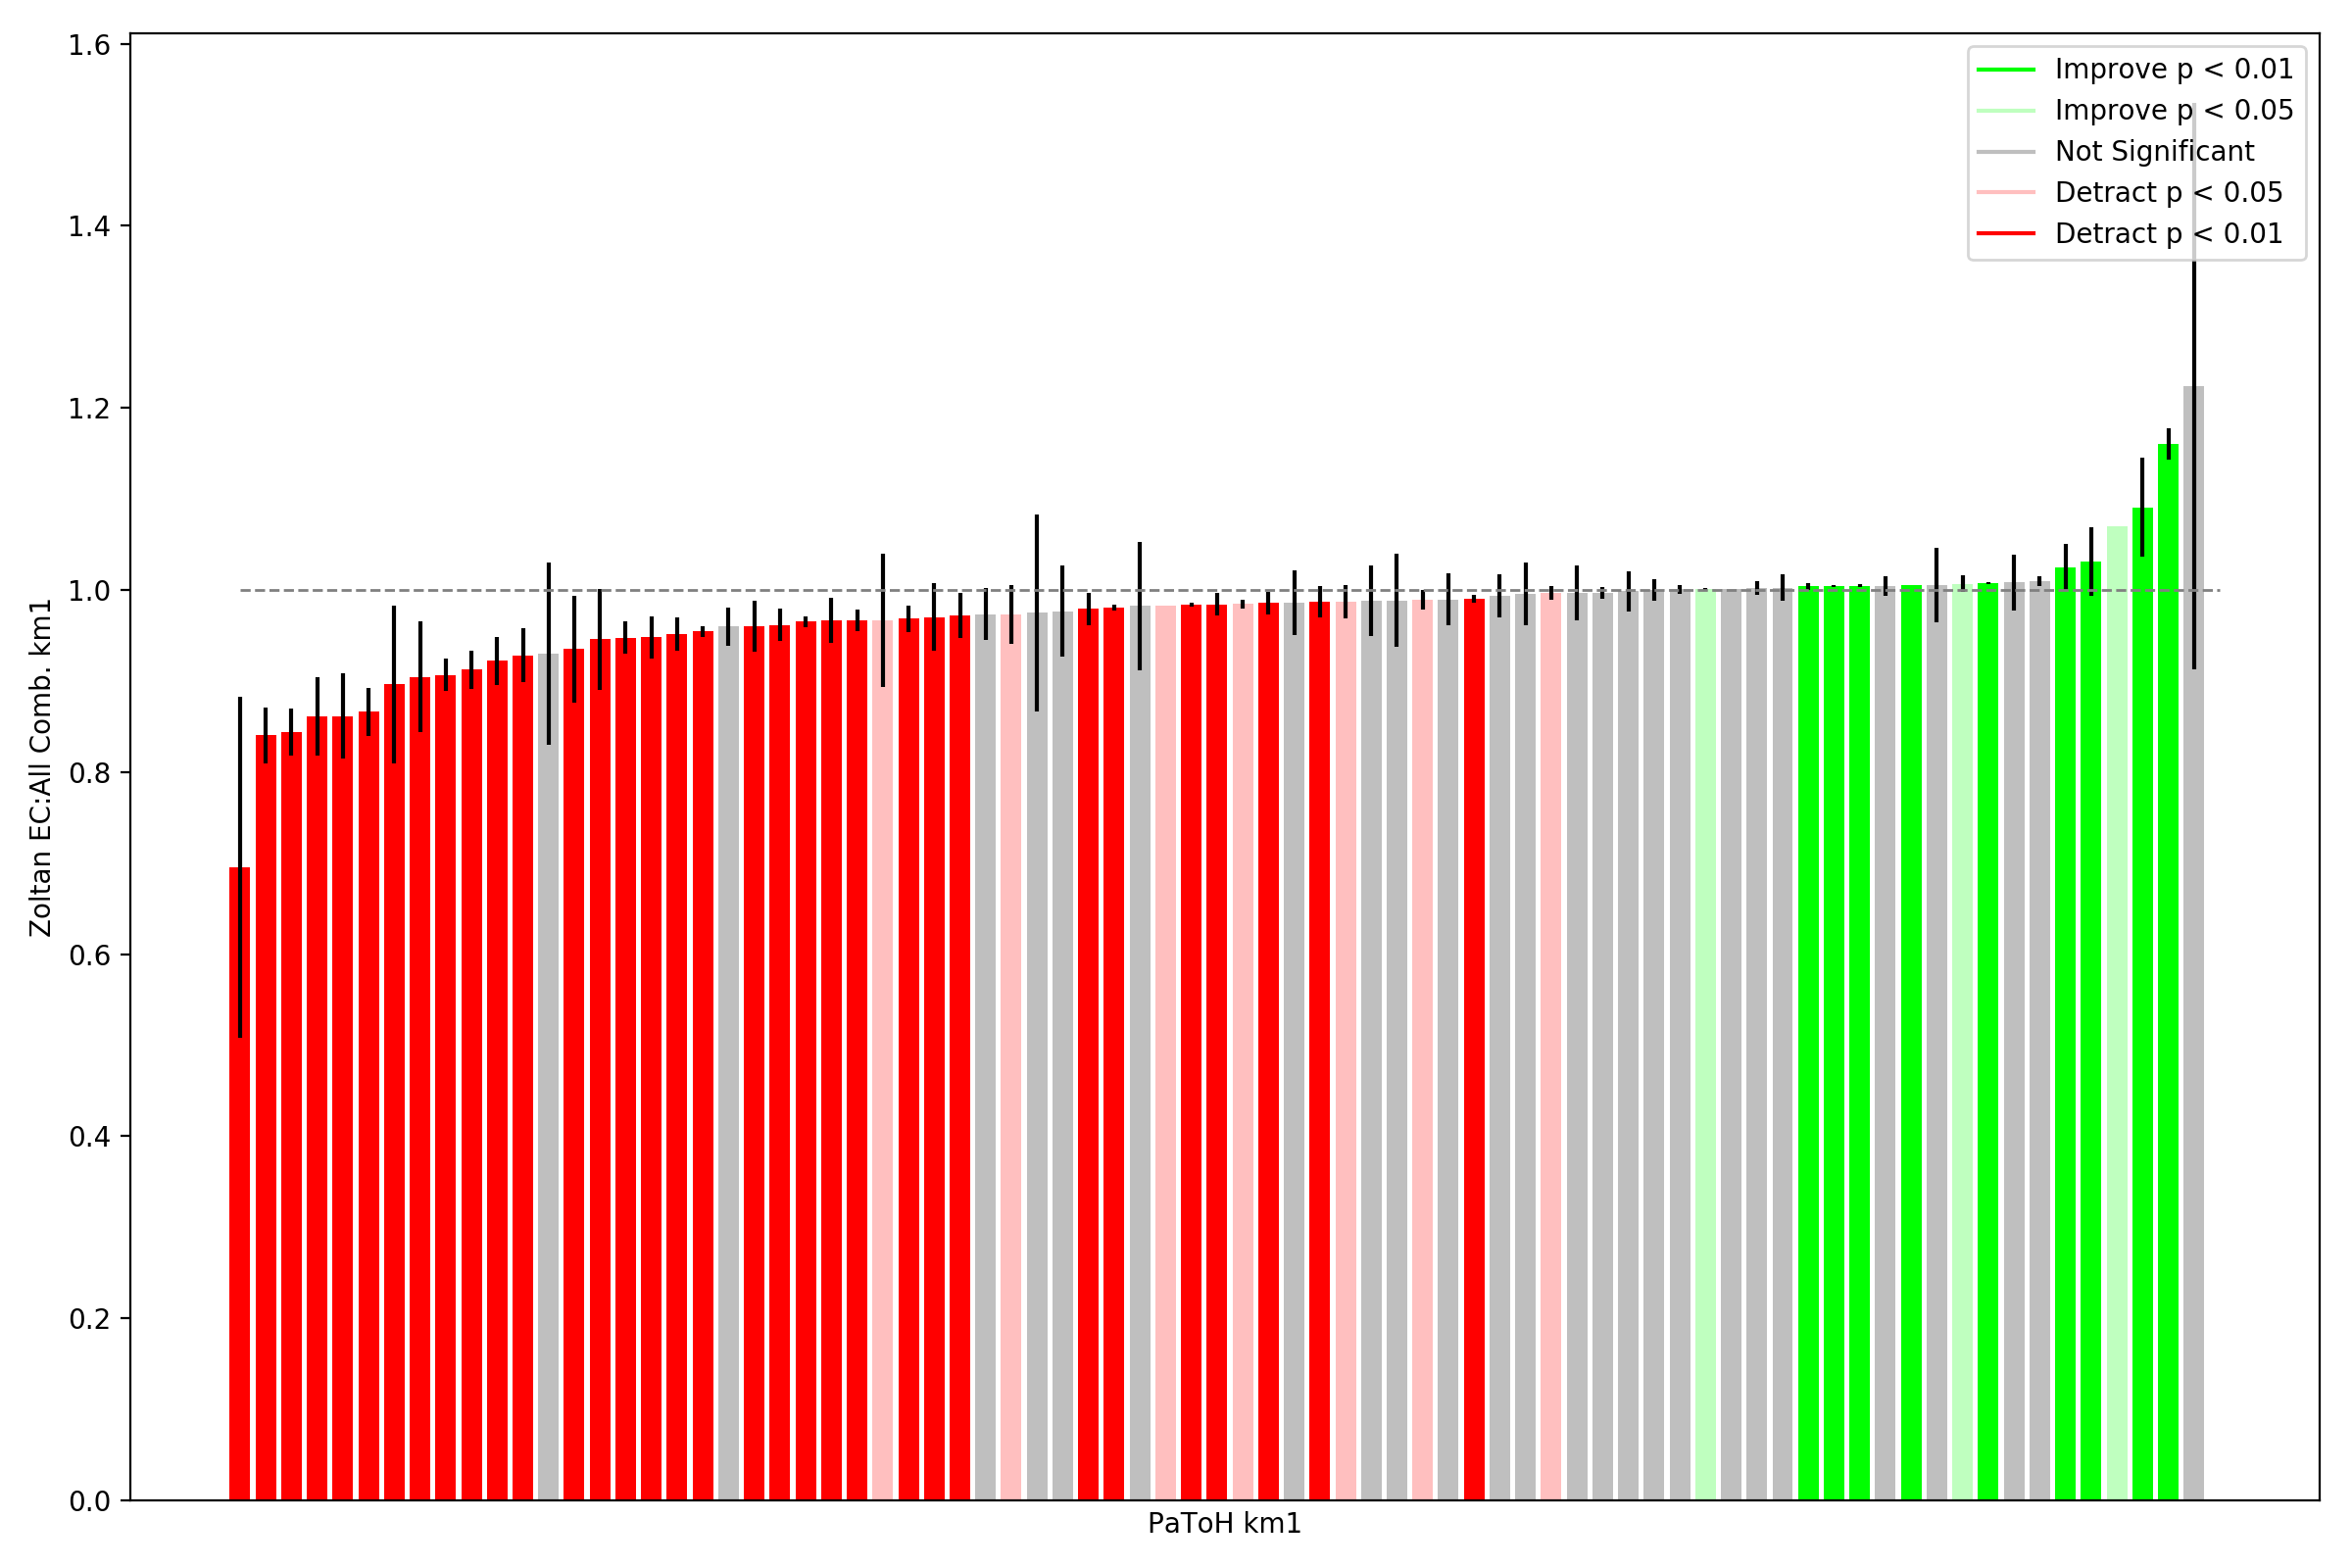 1.6
1.4
1.2
1.0
0.8
0.6
0.4
0.2
0.0
Zoltan EC:All Comb. km1
PaToH km1
Improve p < 0.01
Improve p < 0.05
Not Significant
Detract p < 0.05
Detract p < 0.01